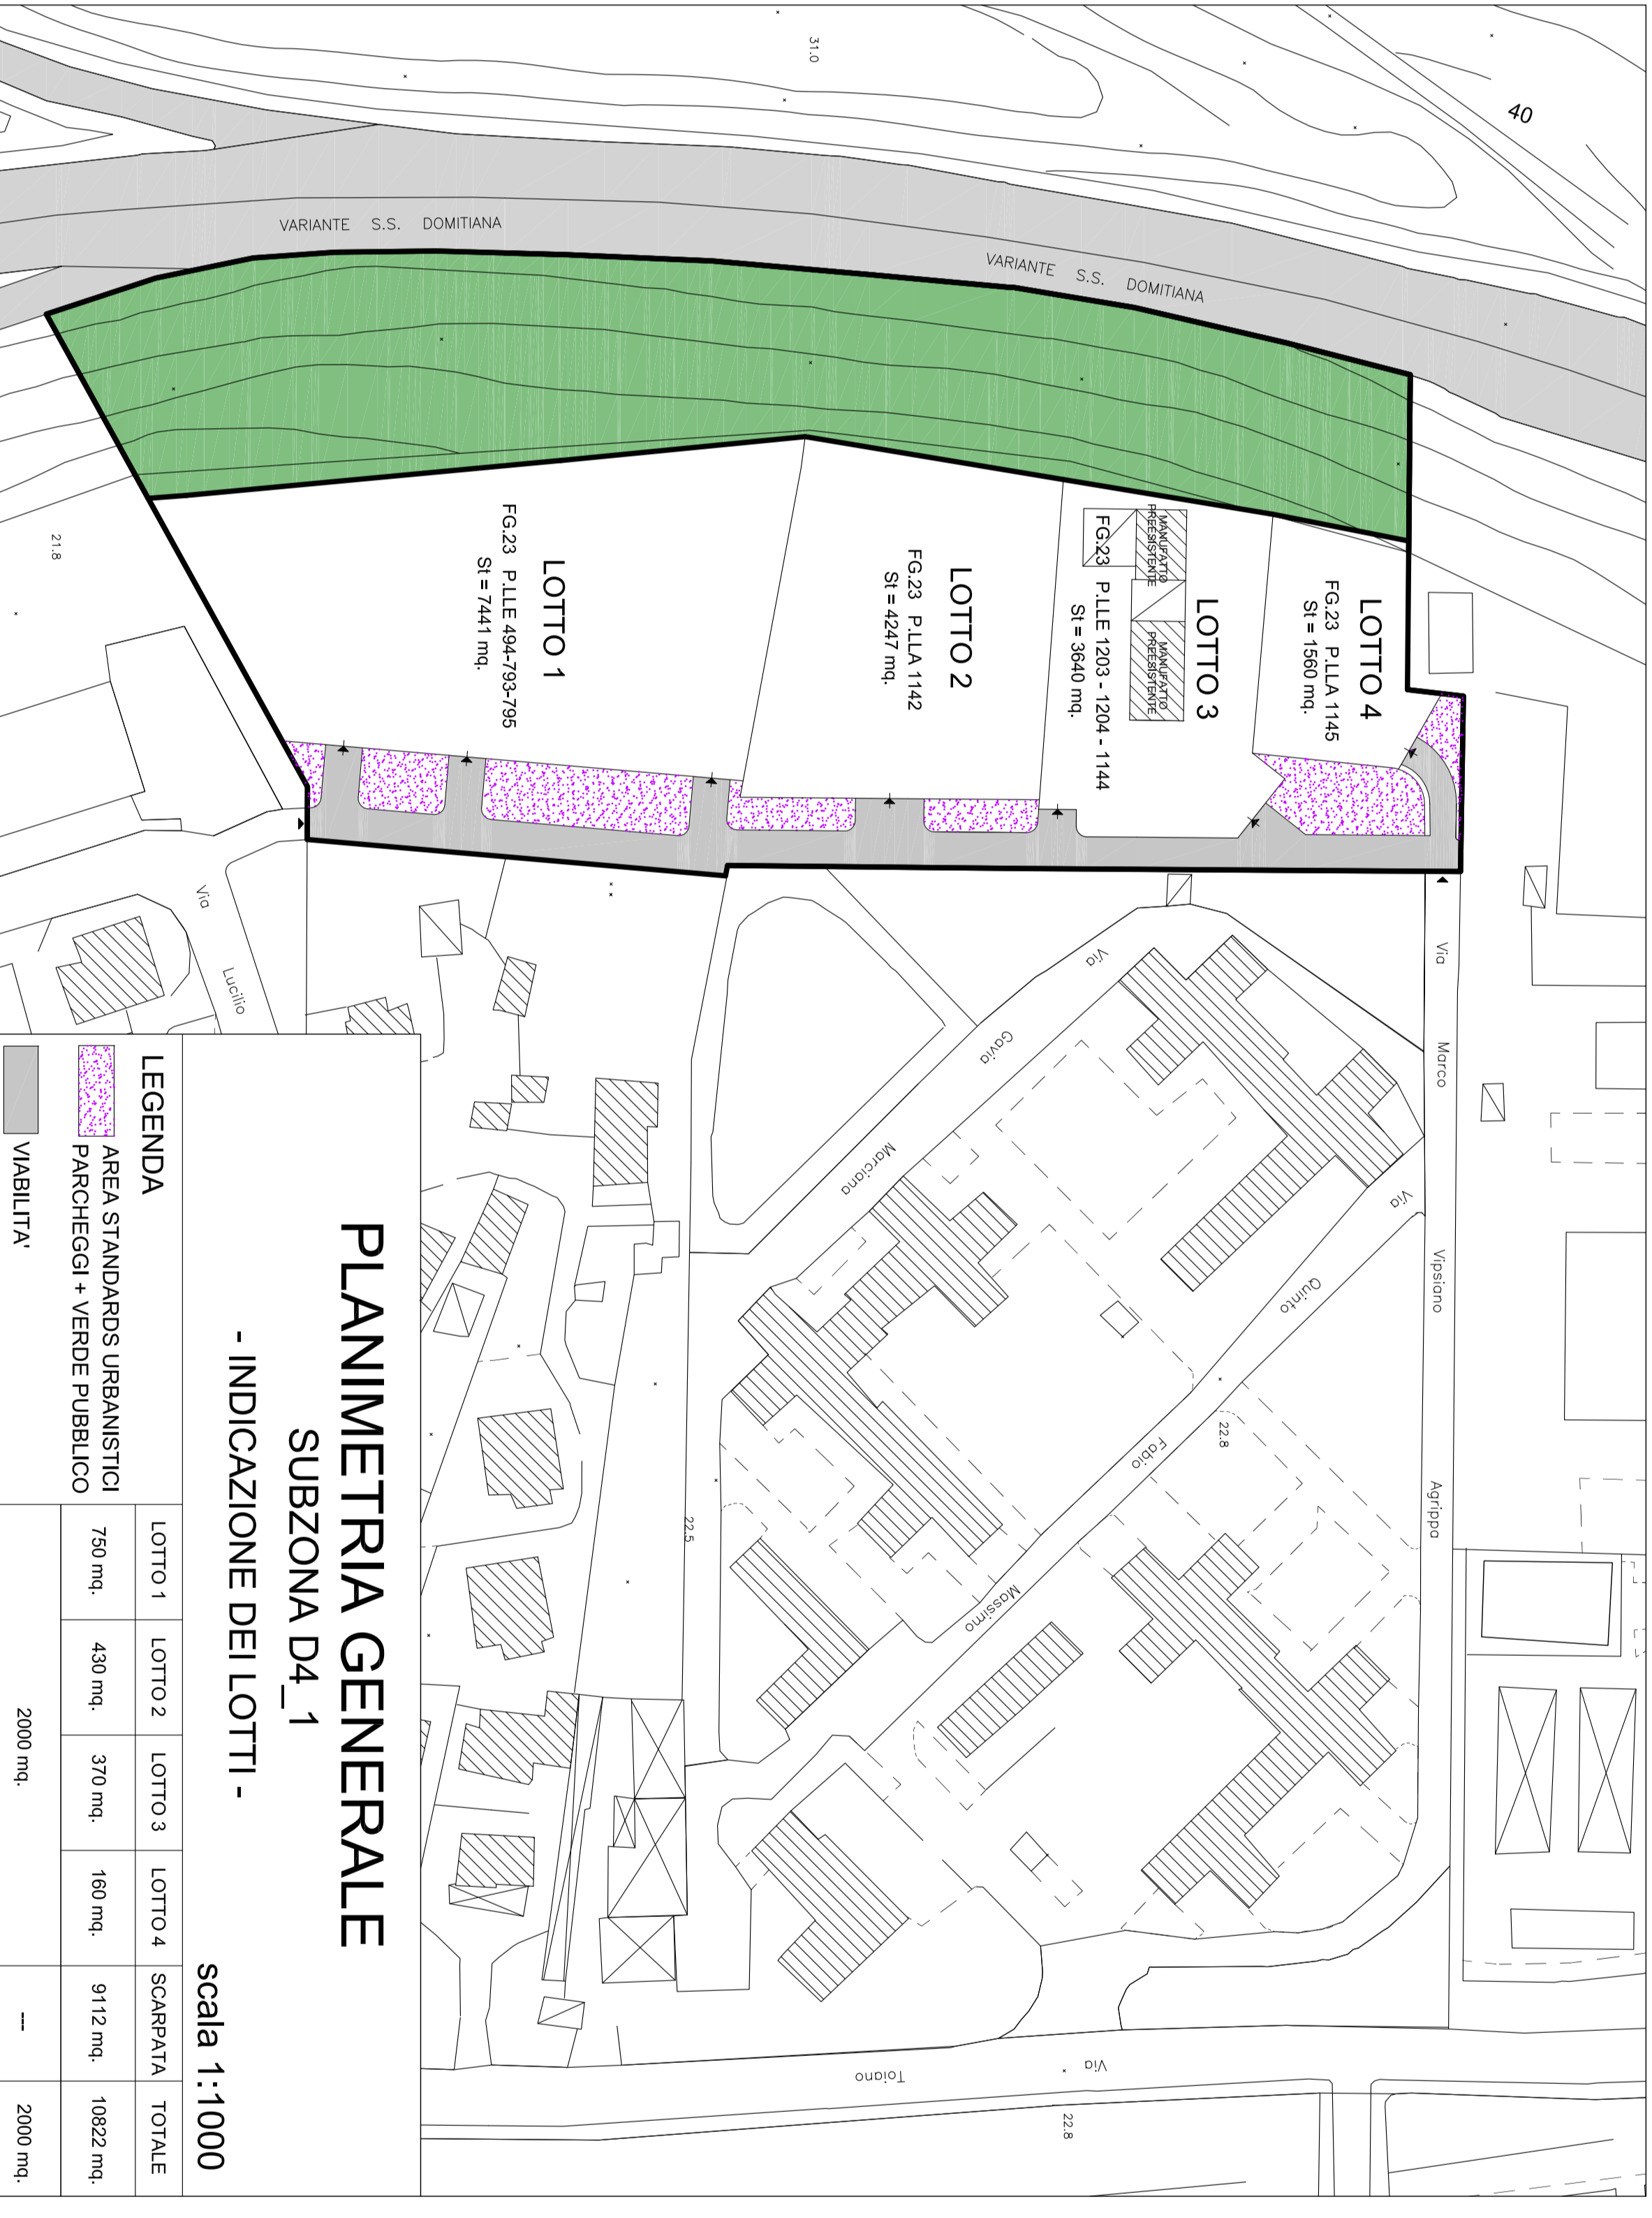 40
31.0
VARIANTE S.S. DOMITIANA
VARIANTE S.S. DOMITIANA
LOTTO 4
FG.23 P.LLA 1145
St = 1560 mq.
LOTTO 3
MANUFATTO
PREESISTENTE
MANUFATTO
PREESISTENTE
FG.23 P.LLE 1203 - 1204 - 1144
St = 3640 mq.
LOTTO 2
FG.23 P.LLA 1142
St = 4247 mq.
LOTTO 1
FG.23 P.LLE 494-793-795
St = 7441 mq.
21.8
Via Marco Vipsiano Agrippa
Via Gavia Marciana
Via Quinto Fabio Massimo
22.8
22.5
Via Lucilio
Via Toiano
22.8
PLANIMETRIA GENERALE
SUBZONA D4_1
- INDICAZIONE DEI LOTTI -
scala 1:1000
LEGENDA
LOTTO 1 LOTTO 2 LOTTO 3 LOTTO 4 SCARPATA TOTALE
AREA STANDARDS URBANISTICI
PARCHEGGI + VERDE PUBBLICO
750 mq. 430 mq. 370 mq. 160 mq. 9112 mq. 10822 mq.
VIABILITA' 2000 mq. --- 2000 mq.